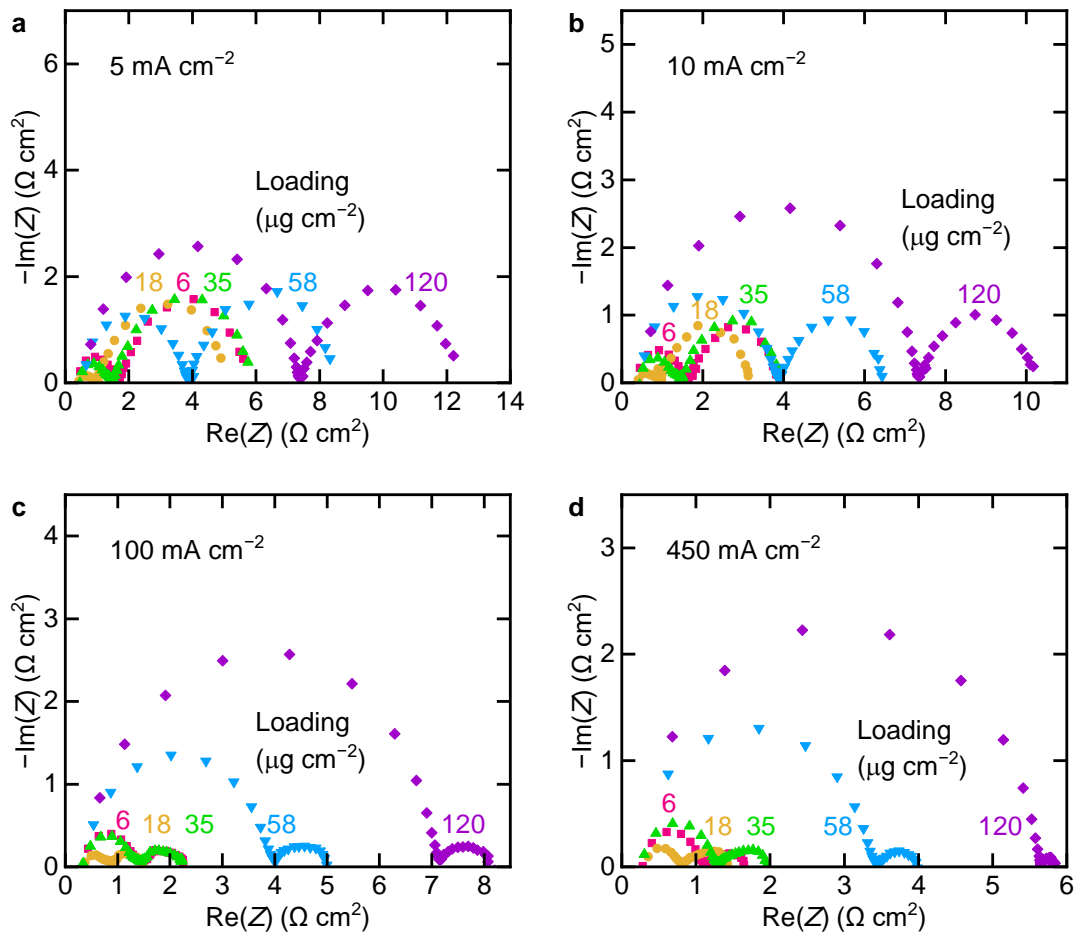 a
5 mA cm⁻²
Loading
(μg cm⁻²)
18 6 35 58 120
−Im(Z) (Ω cm²)
0 2 4 6
0 2 4 6 8 10 12 14
Re(Z) (Ω cm²)
b
10 mA cm⁻²
Loading
(μg cm⁻²)
6 18 35 58 120
−Im(Z) (Ω cm²)
0 1 2 3 4 5
0 2 4 6 8 10
Re(Z) (Ω cm²)
c
100 mA cm⁻²
Loading
(μg cm⁻²)
6 18 35 58 120
−Im(Z) (Ω cm²)
0 1 2 3 4
0 1 2 3 4 5 6 7 8
Re(Z) (Ω cm²)
d
450 mA cm⁻²
Loading
(μg cm⁻²)
6 18 35 58 120
−Im(Z) (Ω cm²)
0 1 2 3
0 1 2 3 4 5 6
Re(Z) (Ω cm²)